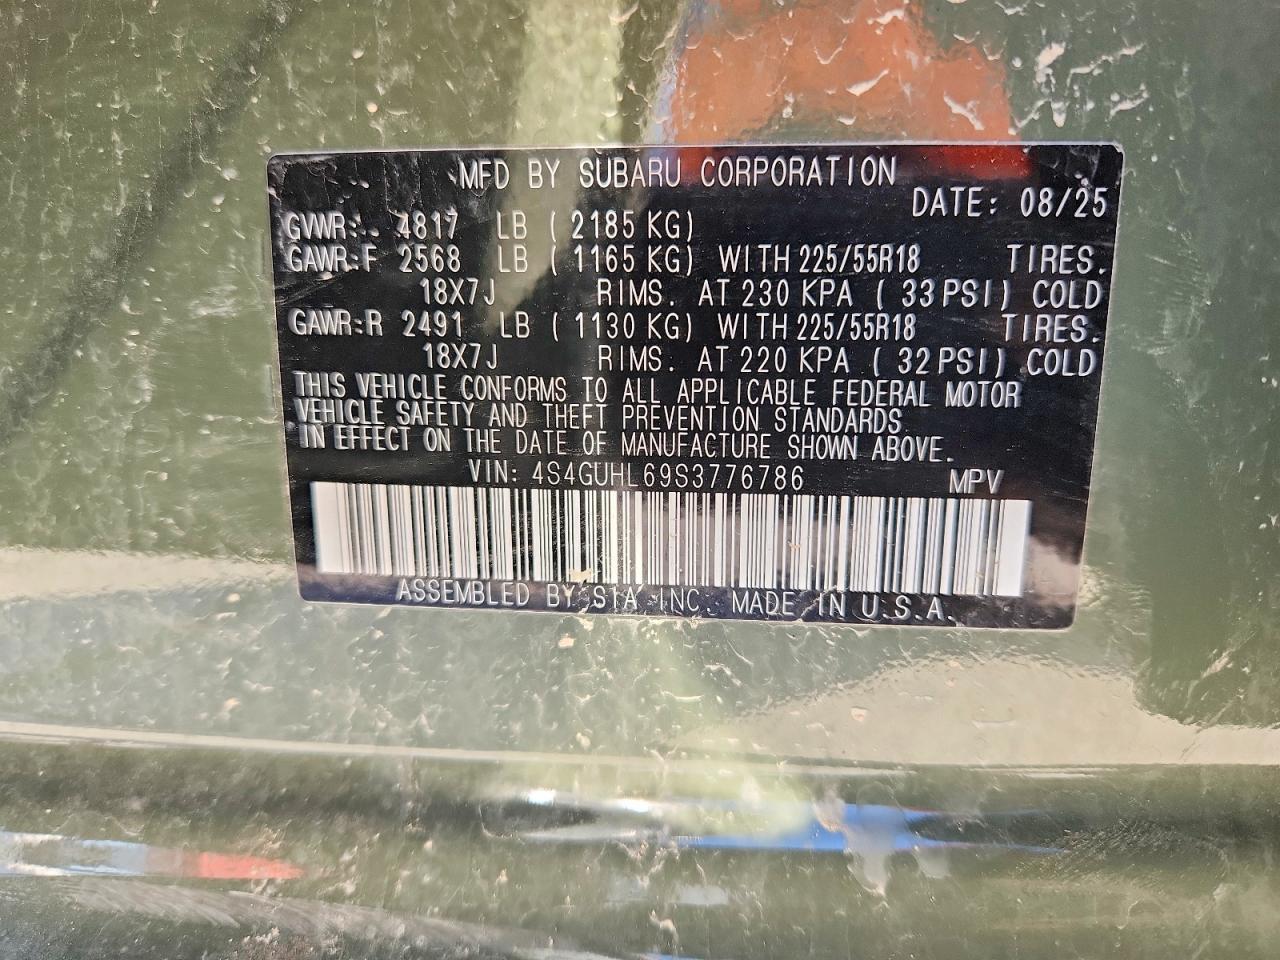 MFD BY SUBARU CORPORATION
DATE: 08/25
GVWR: 4817 LB ( 2185 KG)
GAWR:F 2568 LB ( 1165 KG) WITH 225/55R18 TIRES.
18X7J RIMS. AT 230 KPA ( 33 PSI) COLD
GAWR:R 2491 LB ( 1130 KG) WITH 225/55R18 TIRES.
18X7J RIMS. AT 220 KPA ( 32 PSI) COLD
THIS VEHICLE CONFORMS TO ALL APPLICABLE FEDERAL MOTOR
VEHICLE SAFETY AND THEFT PREVENTION STANDARDS
IN EFFECT ON THE DATE OF MANUFACTURE SHOWN ABOVE.
VIN: 4S4GUHL69S3776786 MPV
ASSEMBLED BY SIA INC. MADE IN U.S.A.